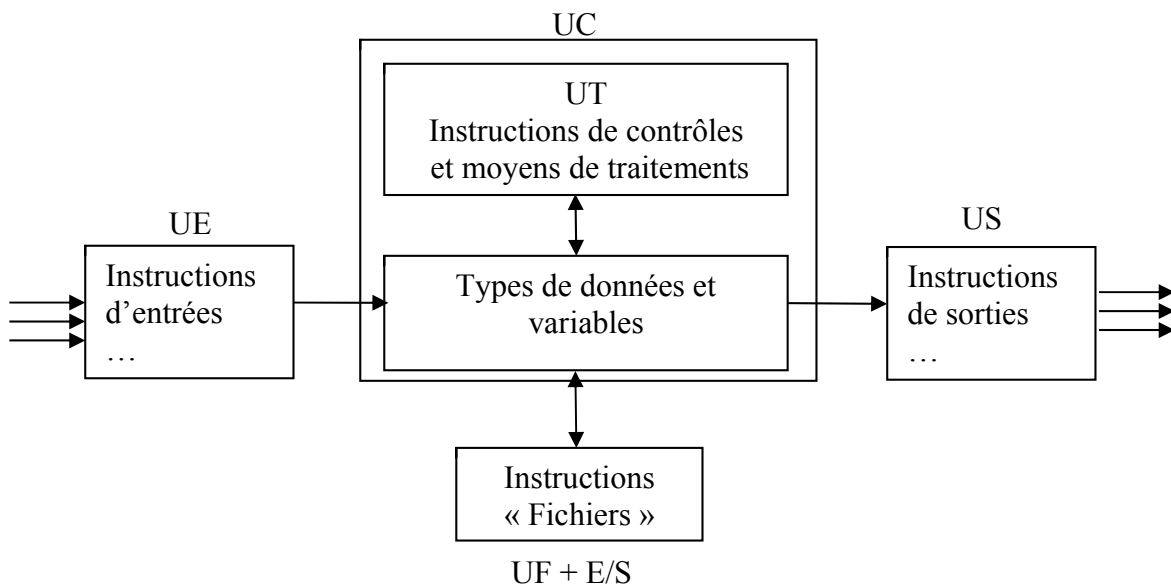 UC
UT
Instructions de contrôles
et moyens de traitements
UE
Instructions
d’entrées
…
Types de données et
variables
US
Instructions
de sorties
…
Instructions
« Fichiers »
UF + E/S